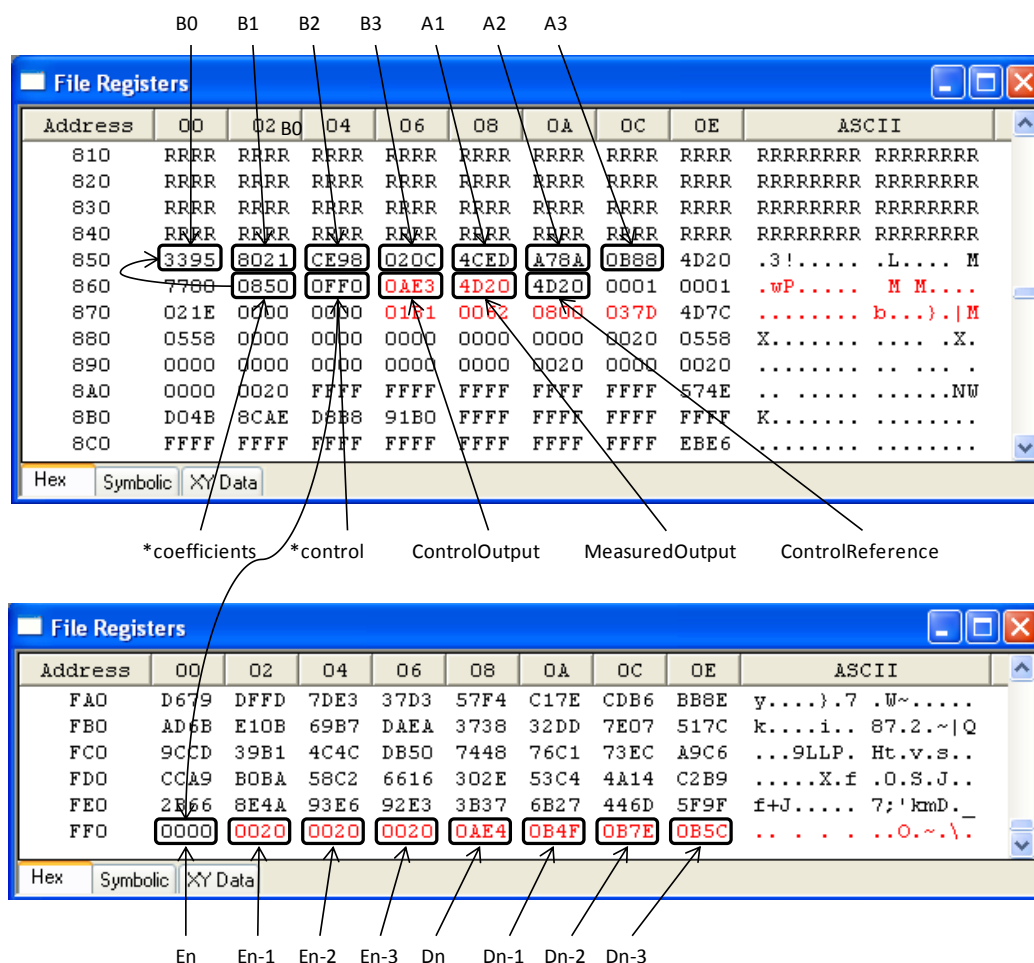 B0 B1 B2 B3 A1 A2 A3
File Registers
Address 00 02 B0 04 06 08 0A 0C 0E ASCII
810 RRRR RRRR RRRR RRRR RRRR RRRR RRRR RRRR RRRRRRRR RRRRRRRR
820 RRRR RRRR RRRR RRRR RRRR RRRR RRRR RRRR RRRRRRRR RRRRRRRR
830 RRRR RRRR RRRR RRRR RRRR RRRR RRRR RRRR RRRRRRRR RRRRRRRR
840 RRRR RRRR RRRR RRRR RRRR RRRR RRRR RRRR RRRRRRRR RRRRRRRR
850 3395 8021 CE98 020C 4CED A78A 0B88 4D20 .3!..... .L.... M
860 7780 0850 0FF0 0AE3 4D20 4D20 0001 0001 .wP..... M M....
870 021E 0000 0000 01B1 0062 0800 037D 4D7C ........ b...}.|M
880 0558 0000 0000 0000 0000 0000 0020 0558 X....... .... .X.
890 0000 0000 0000 0000 0000 0020 0000 0020 ........ .. ... .
8A0 0000 0020 FFFF FFFF FFFF FFFF FFFF 574E .. ..... ......NW
8B0 D04B 8CAE D8B8 91B0 FFFF FFFF FFFF FFFF K....... ........
8C0 FFFF FFFF FFFF FFFF FFFF FFFF FFFF EBE6 ........ ........
Hex Symbolic XY Data
*coefficients *control ControlOutput MeasuredOutput ControlReference
File Registers
Address 00 02 04 06 08 0A 0C 0E ASCII
FA0 D679 DFFD 7DE3 37D3 57F4 C17E CDB6 BB8E y....}.7 .W~.....
FB0 AD6B E10B 69B7 DAEA 3738 32DD 7E07 517C k....i.. 87.2.~|Q
FC0 9CCD 39B1 4C4C DB50 7448 76C1 73EC A9C6 ...9LLP. Ht.v.s..
FD0 CCA9 B0BA 58C2 6616 302E 53C4 4A14 C2B9 .....X.f .0.S.J..
FE0 2B66 8E4A 93E6 92E3 3B37 6B27 446D 5F9F f+J..... 7;'kmD._
FF0 0000 0020 0020 0020 0AE4 0B4F 0B7E 0B5C .. . . . ..O.~.\.
Hex Symbolic XY Data
En En-1 En-2 En-3 Dn Dn-1 Dn-2 Dn-3